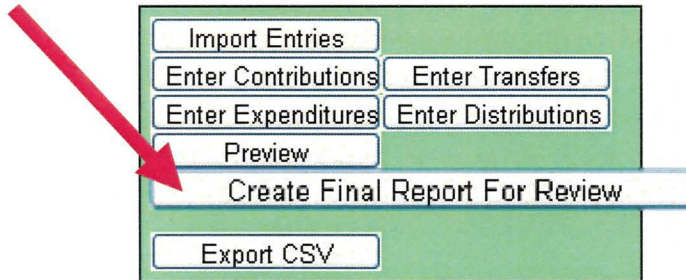 Import Entries
Enter Contributions Enter Transfers
Enter Expenditures Enter Distributions
Preview
Create Final Report For Review
Export CSV